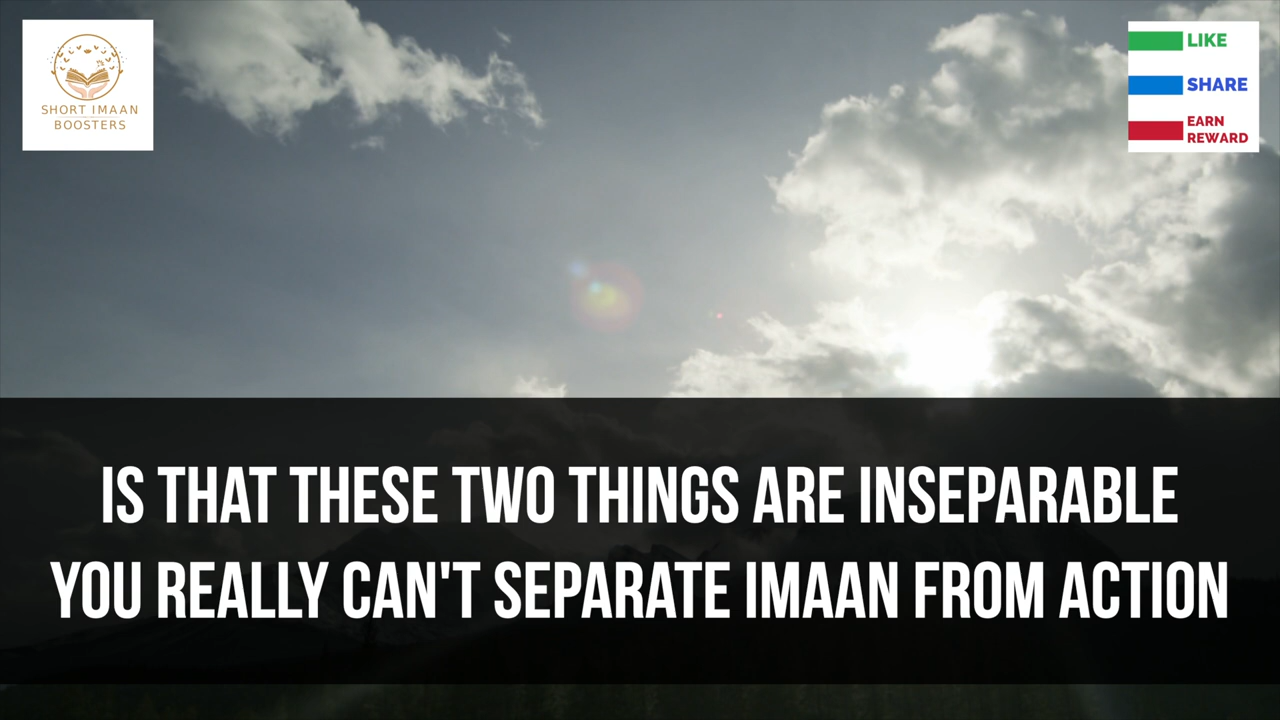 SHORT IMAAN
BOOSTERS
LIKE
SHARE
EARN
REWARD
IS THAT THESE TWO THINGS ARE INSEPARABLE
YOU REALLY CAN'T SEPARATE IMAAN FROM ACTION